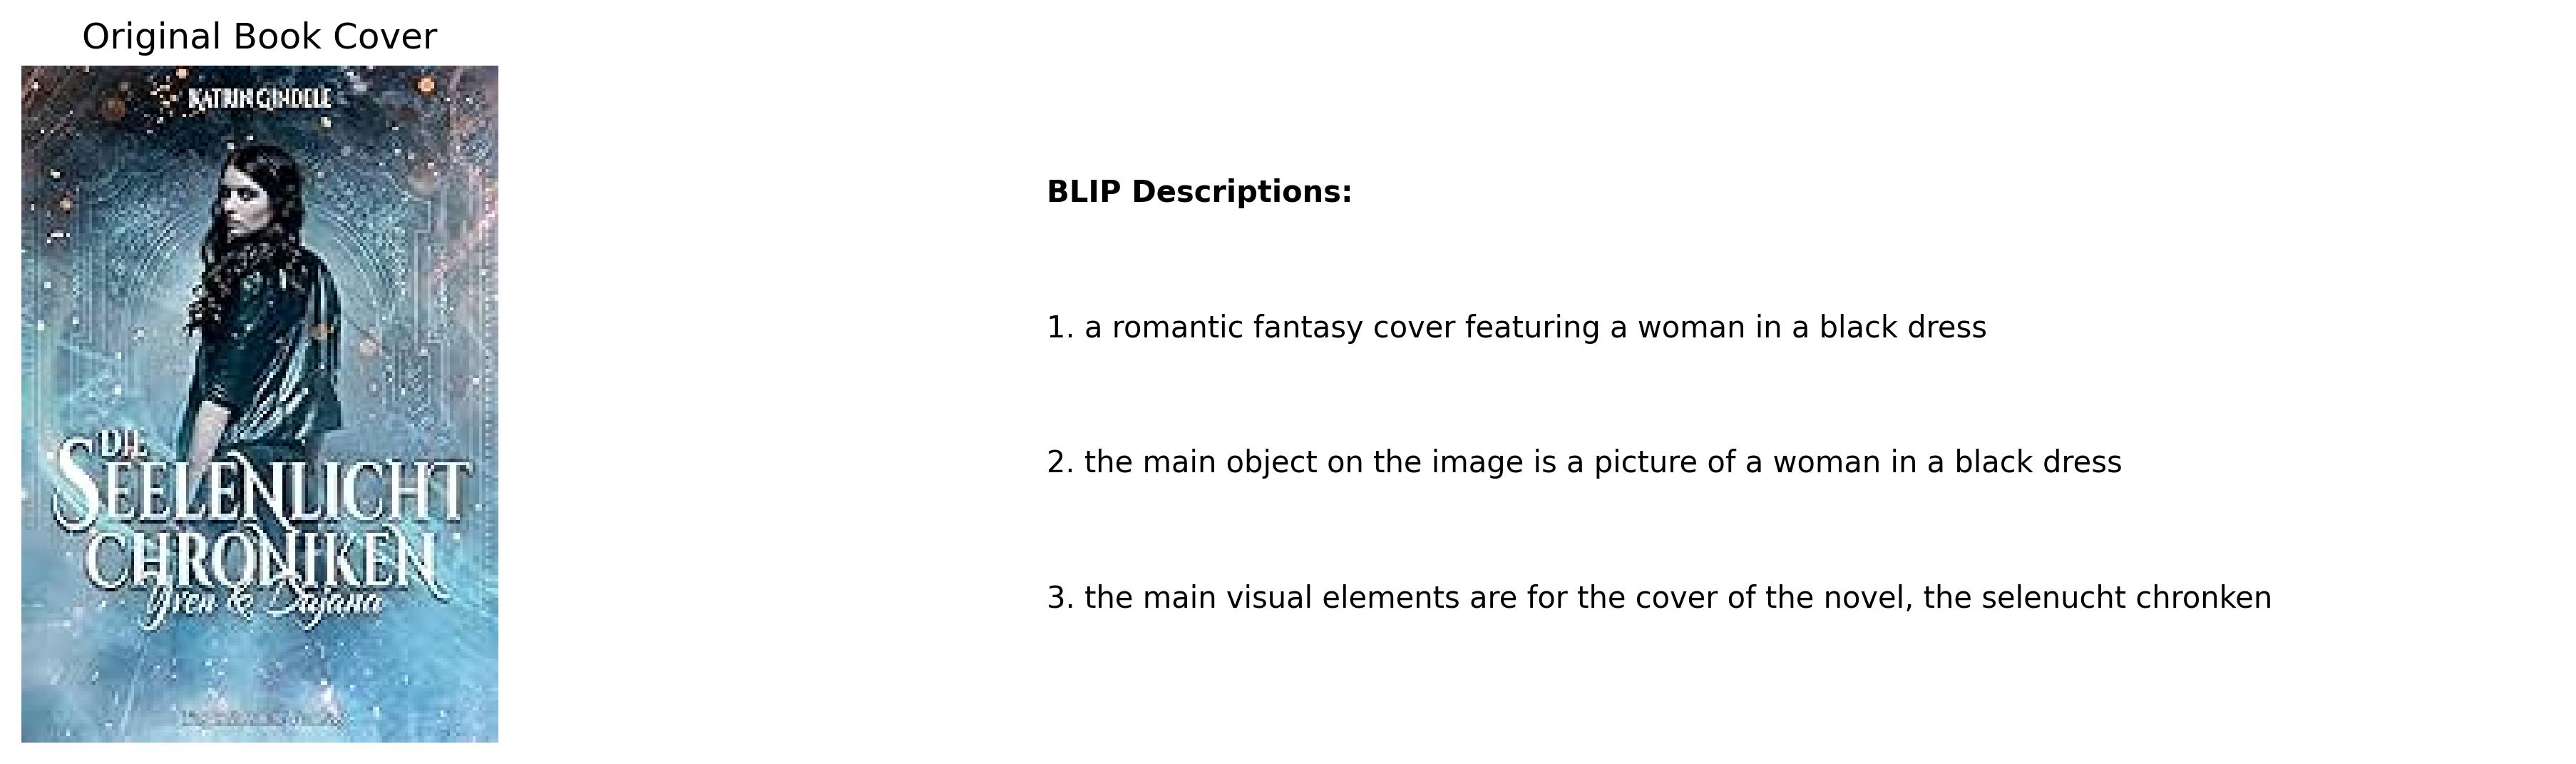 Original Book Cover
KATRIN GINDELE
DIE
SEELENLICHT
CHRONIKEN
Yren & Dajana
BLIP Descriptions:
1. a romantic fantasy cover featuring a woman in a black dress
2. the main object on the image is a picture of a woman in a black dress
3. the main visual elements are for the cover of the novel, the selenucht chronken